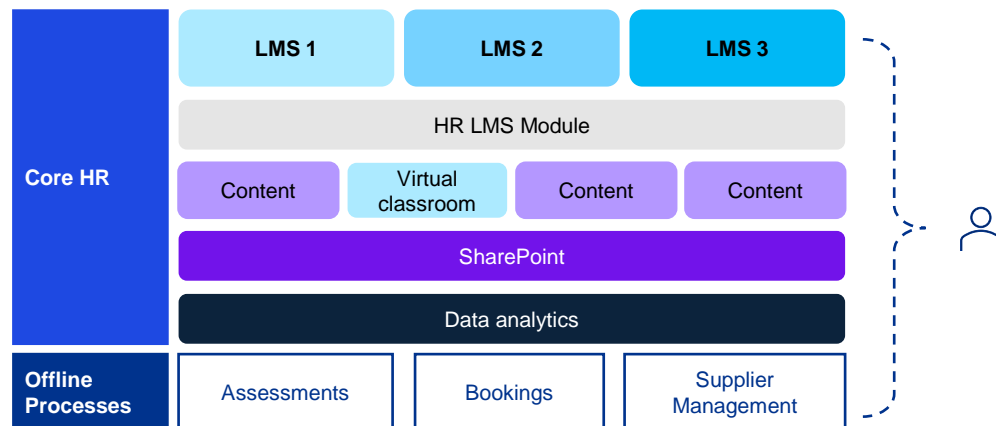 LMS 1
LMS 2
LMS 3
HR LMS Module
Core HR
Content
Virtual
classroom
Content
Content
SharePoint
Data analytics
Offline
Processes
Assessments
Bookings
Supplier
Management